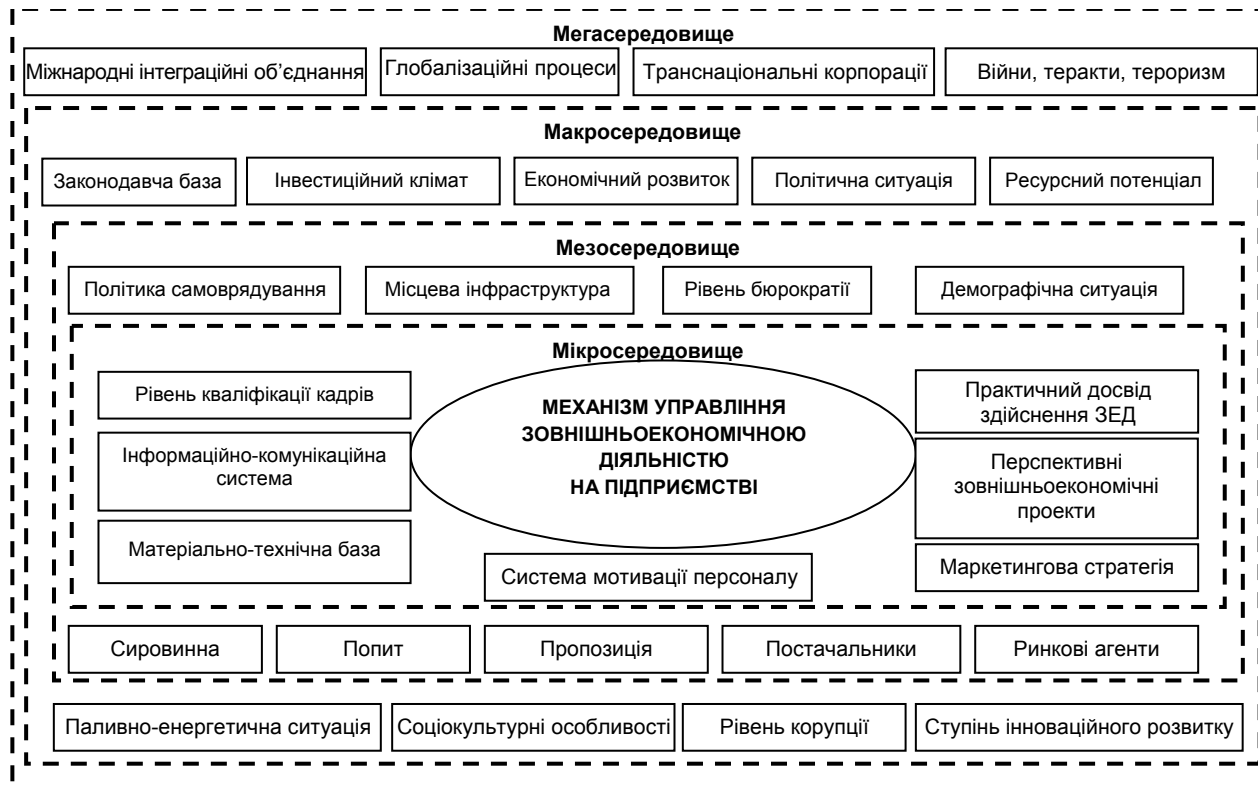 Мегасередовище
Міжнародні інтеграційні об’єднання
Глобалізаційні процеси
Транснаціональні корпорації
Війни, теракти, тероризм
Макросередовище
Законодавча база
Інвестиційний клімат
Економічний розвиток
Політична ситуація
Ресурсний потенціал
Мезосередовище
Політика самоврядування
Місцева інфраструктура
Рівень бюрократії
Демографічна ситуація
Мікросередовище
Рівень кваліфікації кадрів
Інформаційно-комунікаційна
система
Матеріально-технічна база
МЕХАНІЗМ УПРАВЛІННЯ
ЗОВНІШНЬОЕКОНОМІЧНОЮ
ДІЯЛЬНІСТЮ
НА ПІДПРИЄМСТВІ
Система мотивації персоналу
Практичний досвід
здійснення ЗЕД
Перспективні
зовнішньоекономічні
проекти
Маркетингова стратегія
Сировинна
Попит
Пропозиція
Постачальники
Ринкові агенти
Паливно-енергетична ситуація
Соціокультурні особливості
Рівень корупції
Ступінь інноваційного розвитку